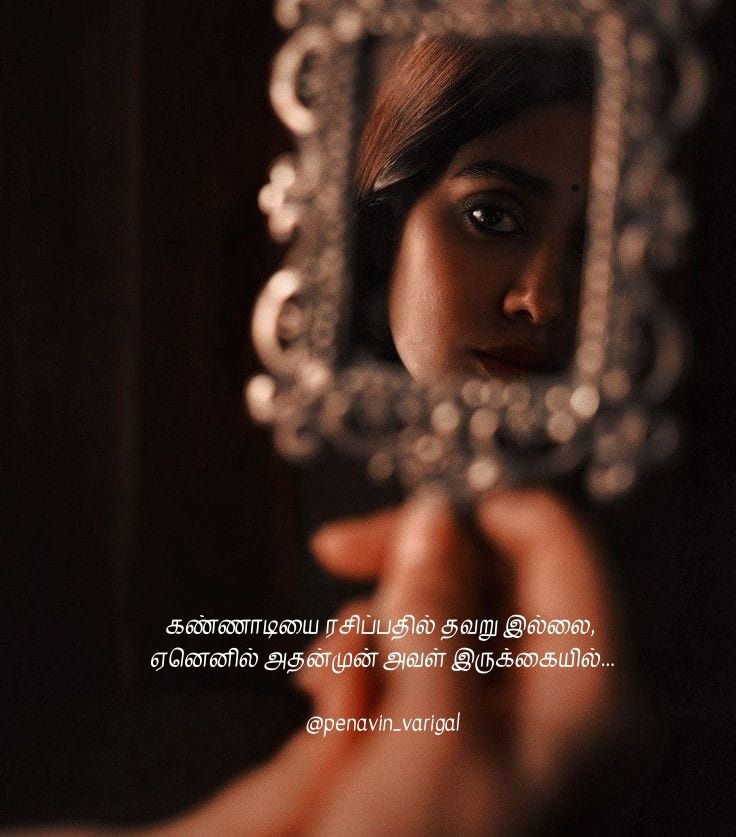 கண்ணாடியை ரசிப்பதில் தவறு இல்லை,
ஏனெனில் அதன்முன் அவள் இருக்கையில்...
@penavin_varigal